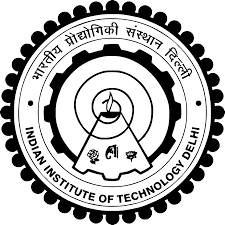 भारतीय प्रौद्योगिकी संस्थान दिल्ली
INDIAN INSTITUTE OF TECHNOLOGY DELHI